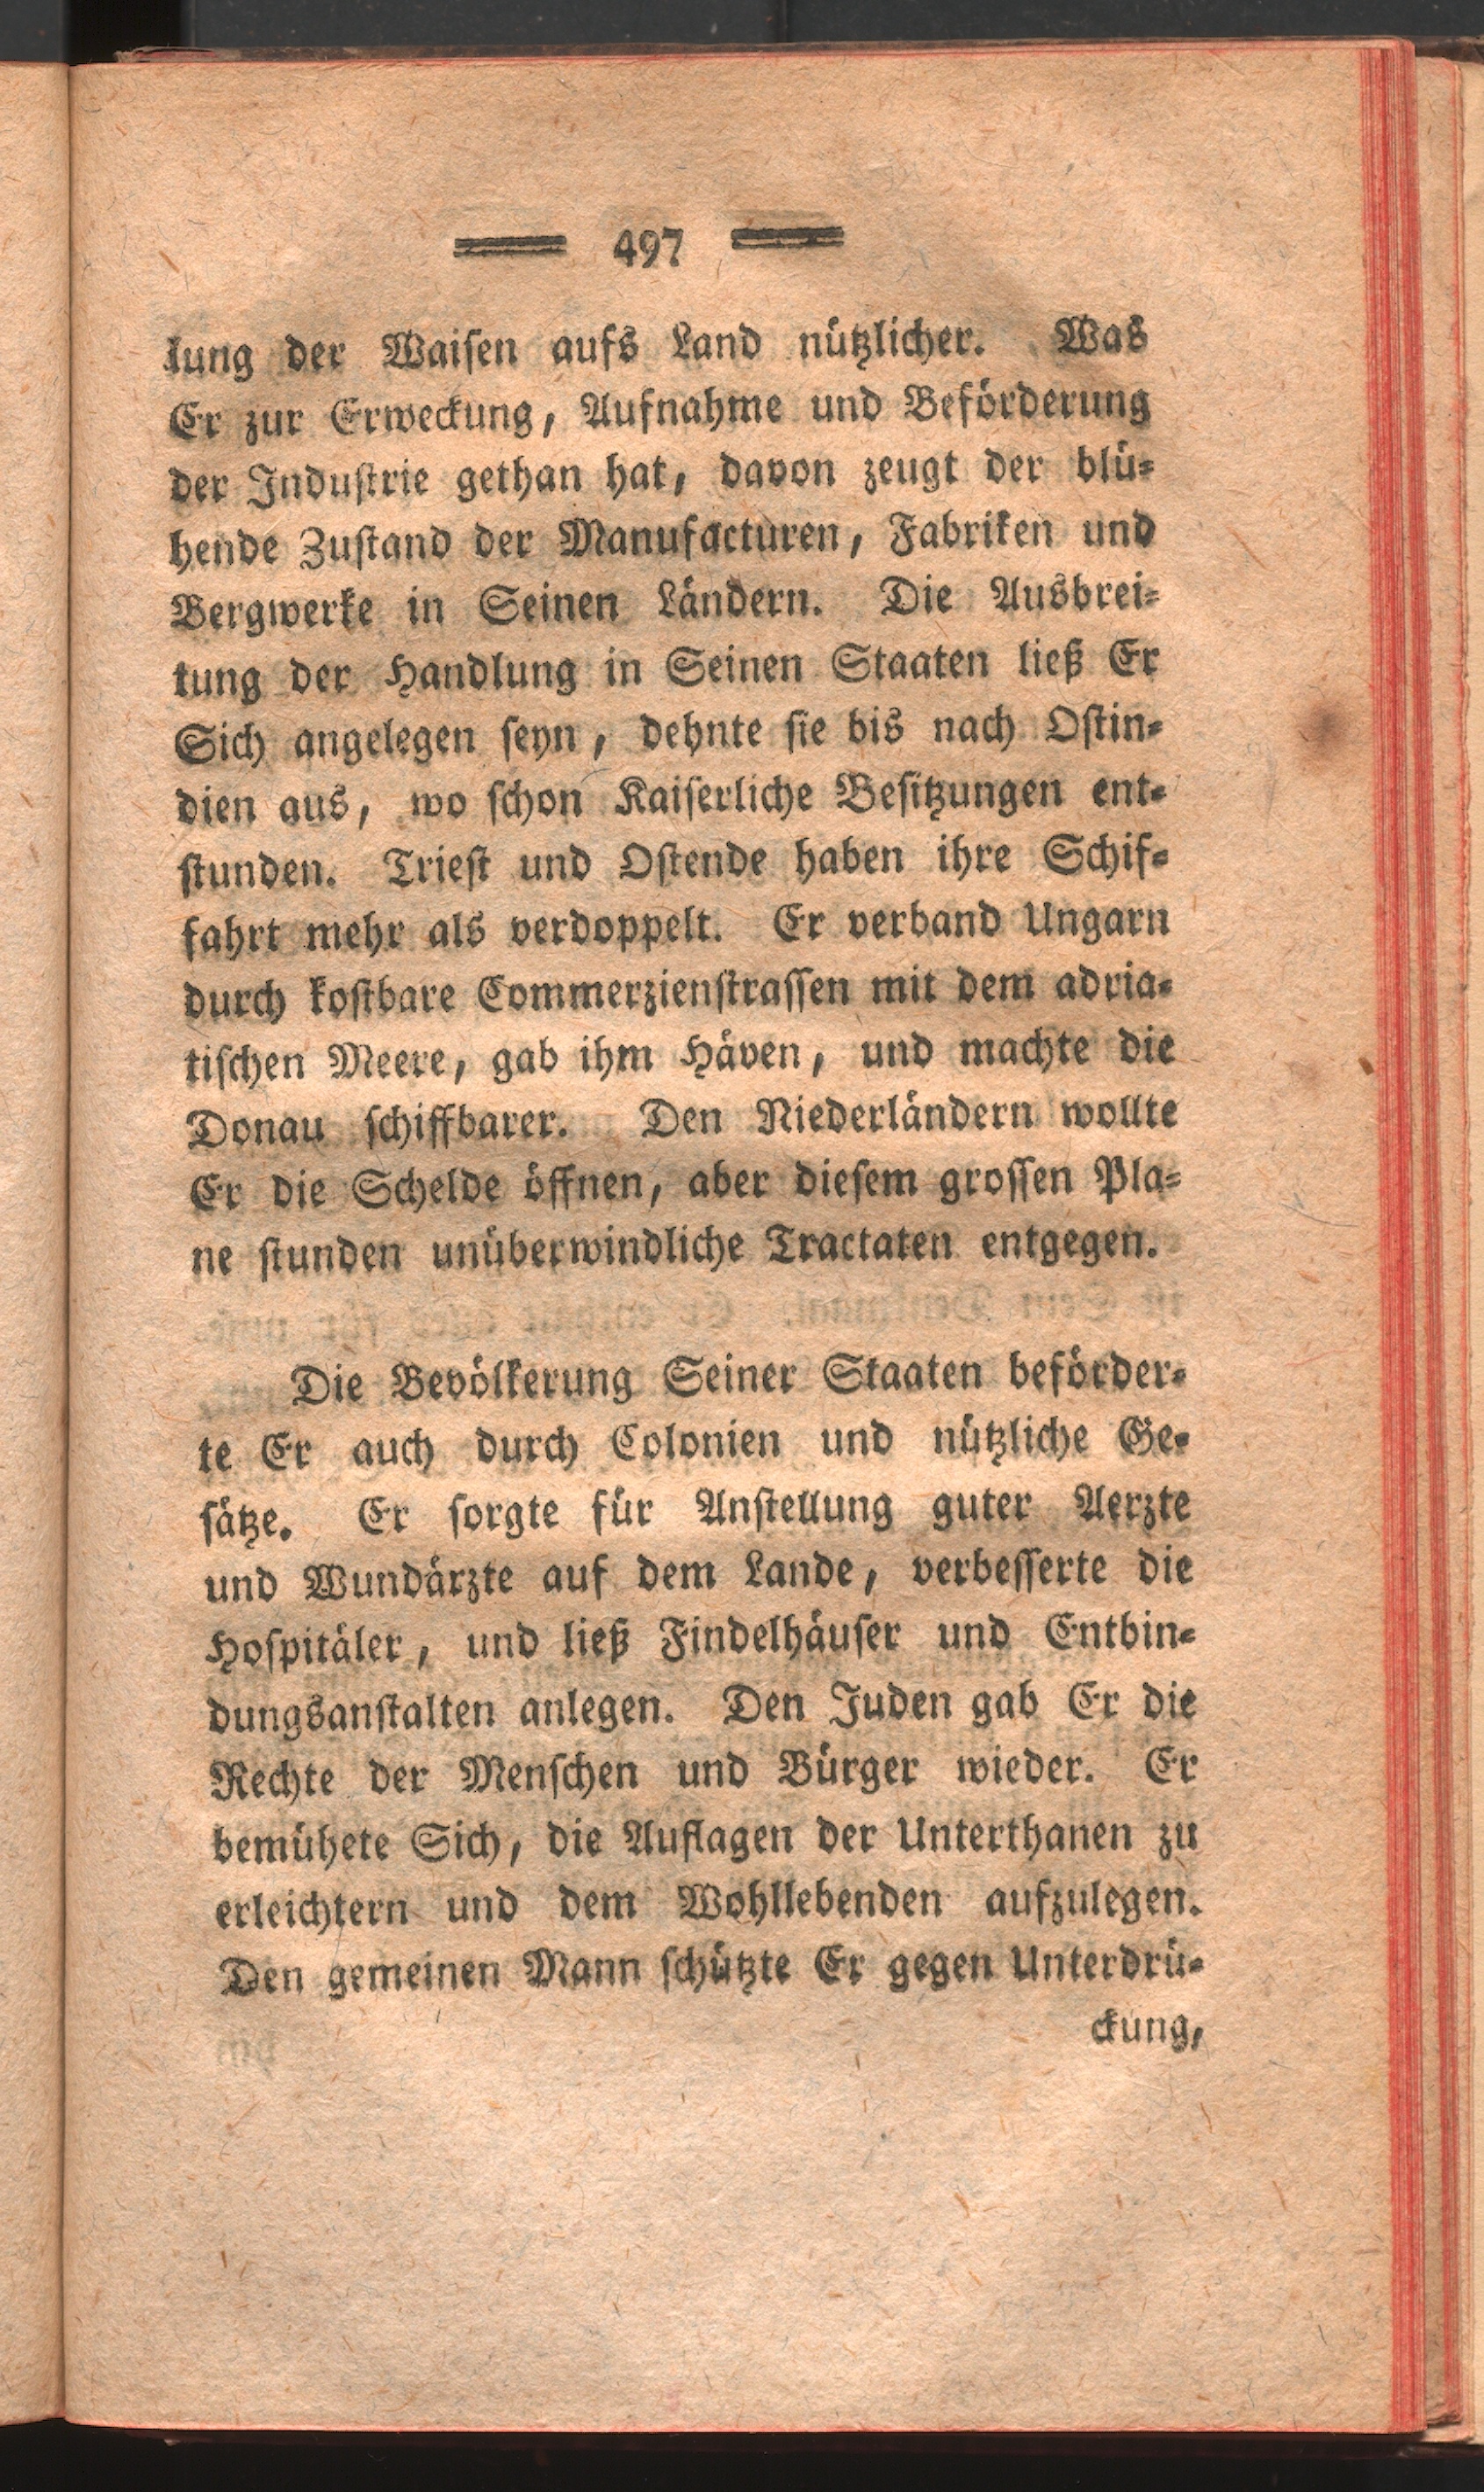 497
lung der Waiſen aufs Land nützlicher. Was
Er zur Erweckung, Aufnahme und Beförderung
der Induſtrie gethan hat, davon zeugt der blü-
hende Zuſtand der Manufacturen, Fabriken und
Bergwerke in Seinen Ländern. Die Ausbrei-
tung der Handlung in Seinen Staaten ließ Er
Sich angelegen ſeyn, dehnte ſie bis nach Oſtin-
dien aus, wo ſchon Kaiſerliche Beſitzungen ent-
ſtunden. Trieſt und Oſtende haben ihre Schif-
fahrt mehr als verdoppelt. Er verband Ungarn
durch koſtbare Commerzienſtraſſen mit dem adria-
tiſchen Meere, gab ihm Häven, und machte die
Donau ſchiffbarer. Den Niederländern wollte
Er die Schelde öffnen, aber dieſem groſſen Pla-
ne ſtunden unüberwindliche Tractaten entgegen.
Die Bevölkerung Seiner Staaten beförder-
te Er auch durch Colonien und nützliche Ge-
ſätze. Er ſorgte für Anſtellung guter Aerzte
und Wundärzte auf dem Lande, verbeſſerte die
Hoſpitäler, und ließ Findelhäuſer und Entbin-
dungsanſtalten anlegen. Den Juden gab Er die
Rechte der Menſchen und Bürger wieder. Er
bemühete Sich, die Auflagen der Unterthanen zu
erleichtern und dem Wohllebenden aufzulegen.
Den gemeinen Mann ſchützte Er gegen Unterdrü-
ckung,